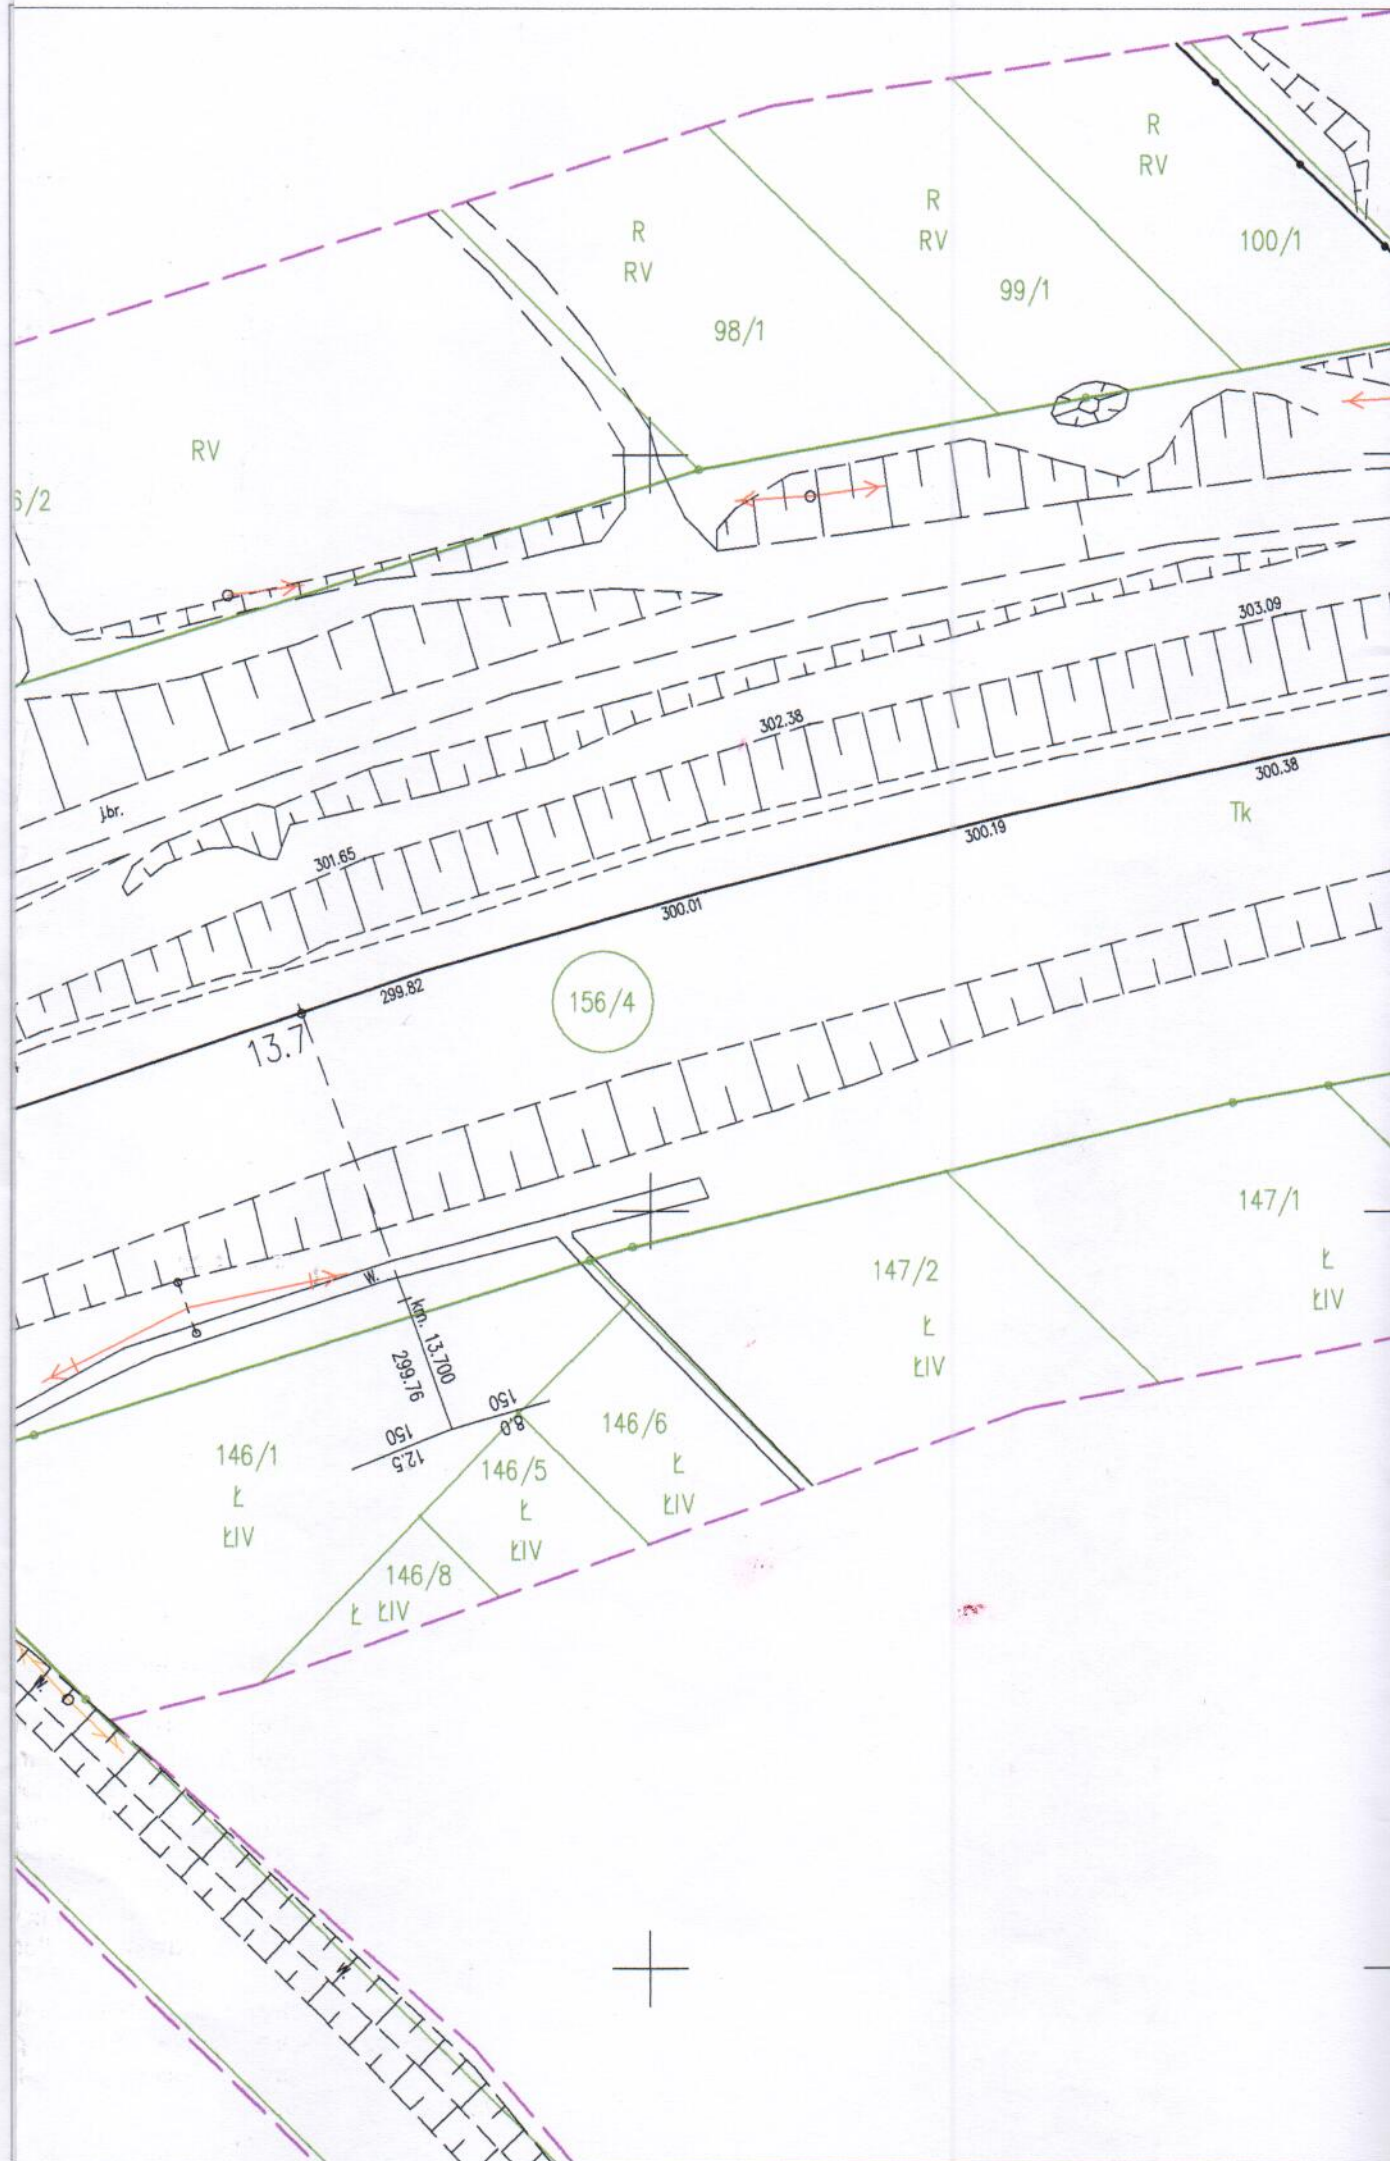 R
RV
100/1
R
RV
99/1
R
RV
98/1
RV
6/2
303.09
302.38
300.38
j.br.
Tk
300.19
301.65
300.01
299.82
156/4
13.7
147/1
Ł
ŁIV
147/2
Ł
ŁIV
w.
km. 13.700
299.76
150
8.0
150
12.5
146/6
Ł
ŁIV
146/1
Ł
ŁIV
146/5
Ł
ŁIV
146/8
Ł ŁIV
w.
w.